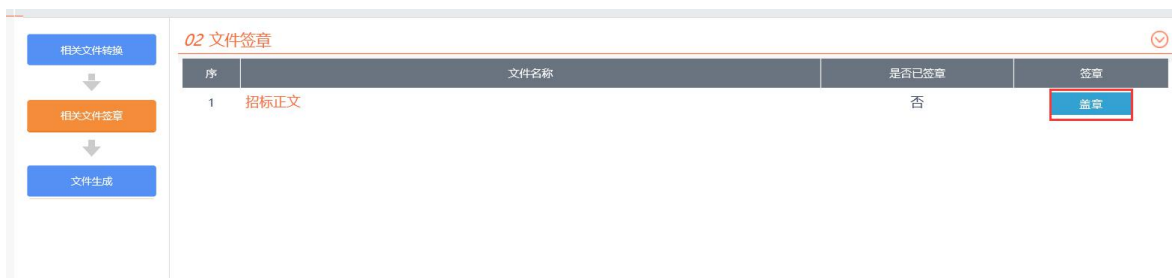 02 文件签章
相关文件转换
相关文件签章
文件生成
序 文件名称 是否已签章 签章
1 招标正文 否 盖章